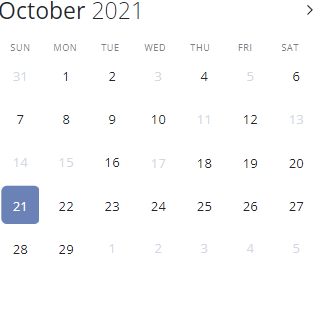 October 2021
SUN MON TUE WED THU FRI SAT
31 1 2 3 4 5 6
7 8 9 10 11 12 13
14 15 16 17 18 19 20
21 22 23 24 25 26 27
28 29 1 2 3 4 5